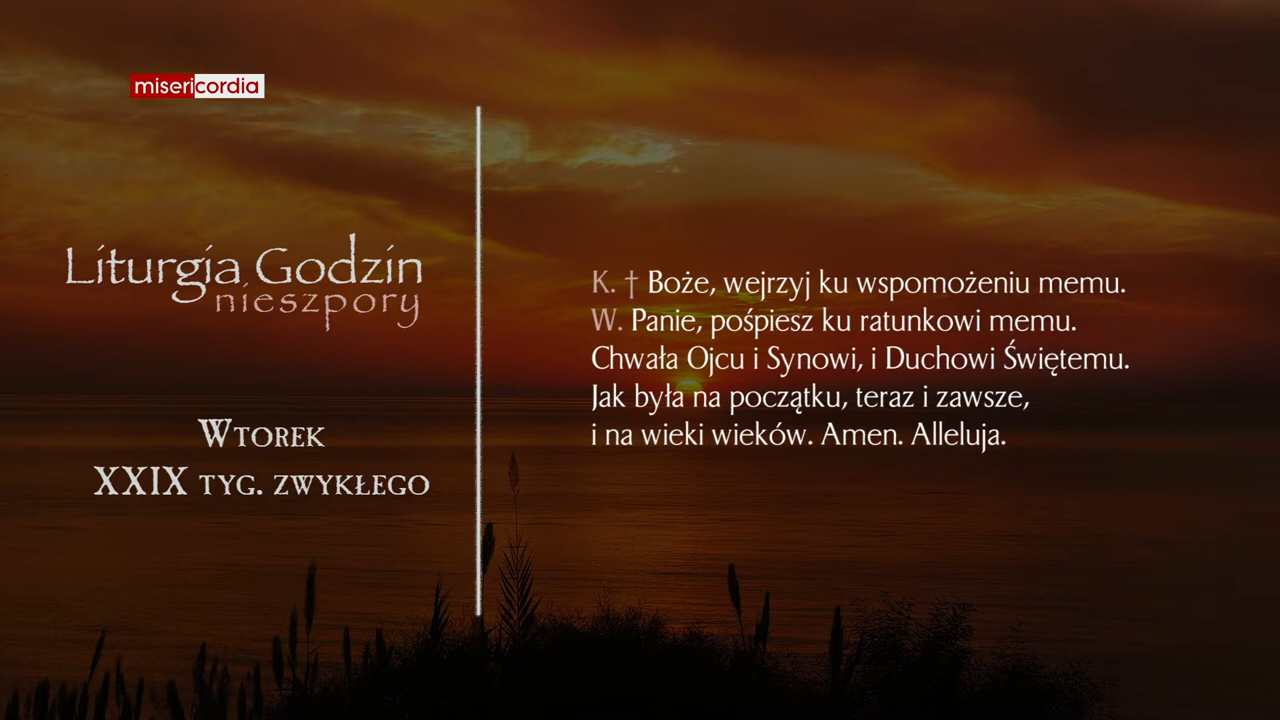 misericordia
Liturgia Godzin
nieszpory
Wtorek
XXIX tyg. zwykłego
K. † Boże, wejrzyj ku wspomożeniu memu.
W. Panie, pośpiesz ku ratunkowi memu.
Chwała Ojcu i Synowi, i Duchowi Świętemu.
Jak była na początku, teraz i zawsze,
i na wieki wieków. Amen. Alleluja.